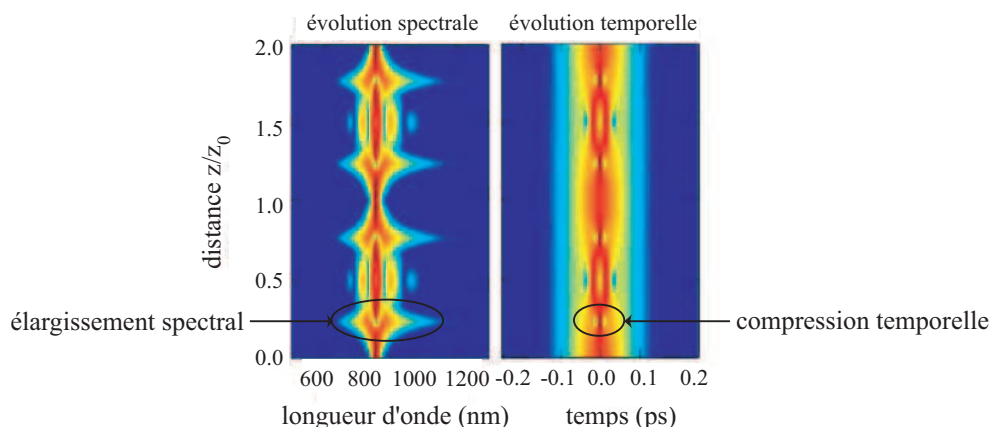 évolution spectrale
évolution temporelle
distance z/z0
2.0
1.5
1.0
0.5
0.0
élargissement spectral
compression temporelle
600 800 1000 1200
-0.2 -0.1 0.0 0.1 0.2
longueur d'onde (nm)
temps (ps)